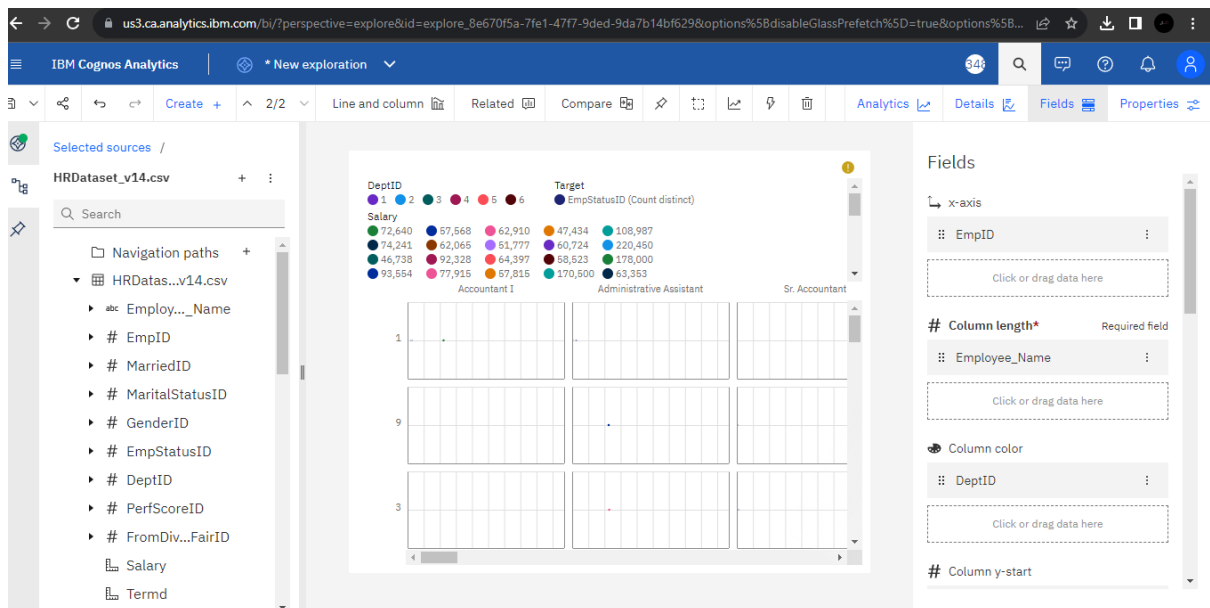 us3.ca.analytics.ibm.com/bi/?perspective=explore&id=explore_8e670f5a-7fe1-47f7-9ded-9da7b14bf629&options%5BdisableGlassPrefetch%5D=true&options%5B...
IBM Cognos Analytics
* New exploration
348
Create +
2/2
Line and column
Related
Compare
Analytics
Details
Fields
Properties
Selected sources /
HRDataset_v14.csv
Search
Navigation paths
HRDatas...v14.csv
abc Employ..._Name
# EmpID
# MarriedID
# MaritalStatusID
# GenderID
# EmpStatusID
# DeptID
# PerfScoreID
# FromDiv...FairID
Salary
Termd
DeptID
1 2 3 4 5 6
Target
EmpStatusID (Count distinct)
Salary
72,640 57,568 62,910 47,434 108,987
74,241 62,065 51,777 60,724 220,450
46,738 92,328 64,397 58,523 178,000
93,554 77,915 57,815 170,500 63,353
Accountant I Administrative Assistant Sr. Accountant
1
9
3
Fields
x-axis
EmpID
Click or drag data here
# Column length* Required field
Employee_Name
Click or drag data here
Column color
DeptID
Click or drag data here
# Column y-start